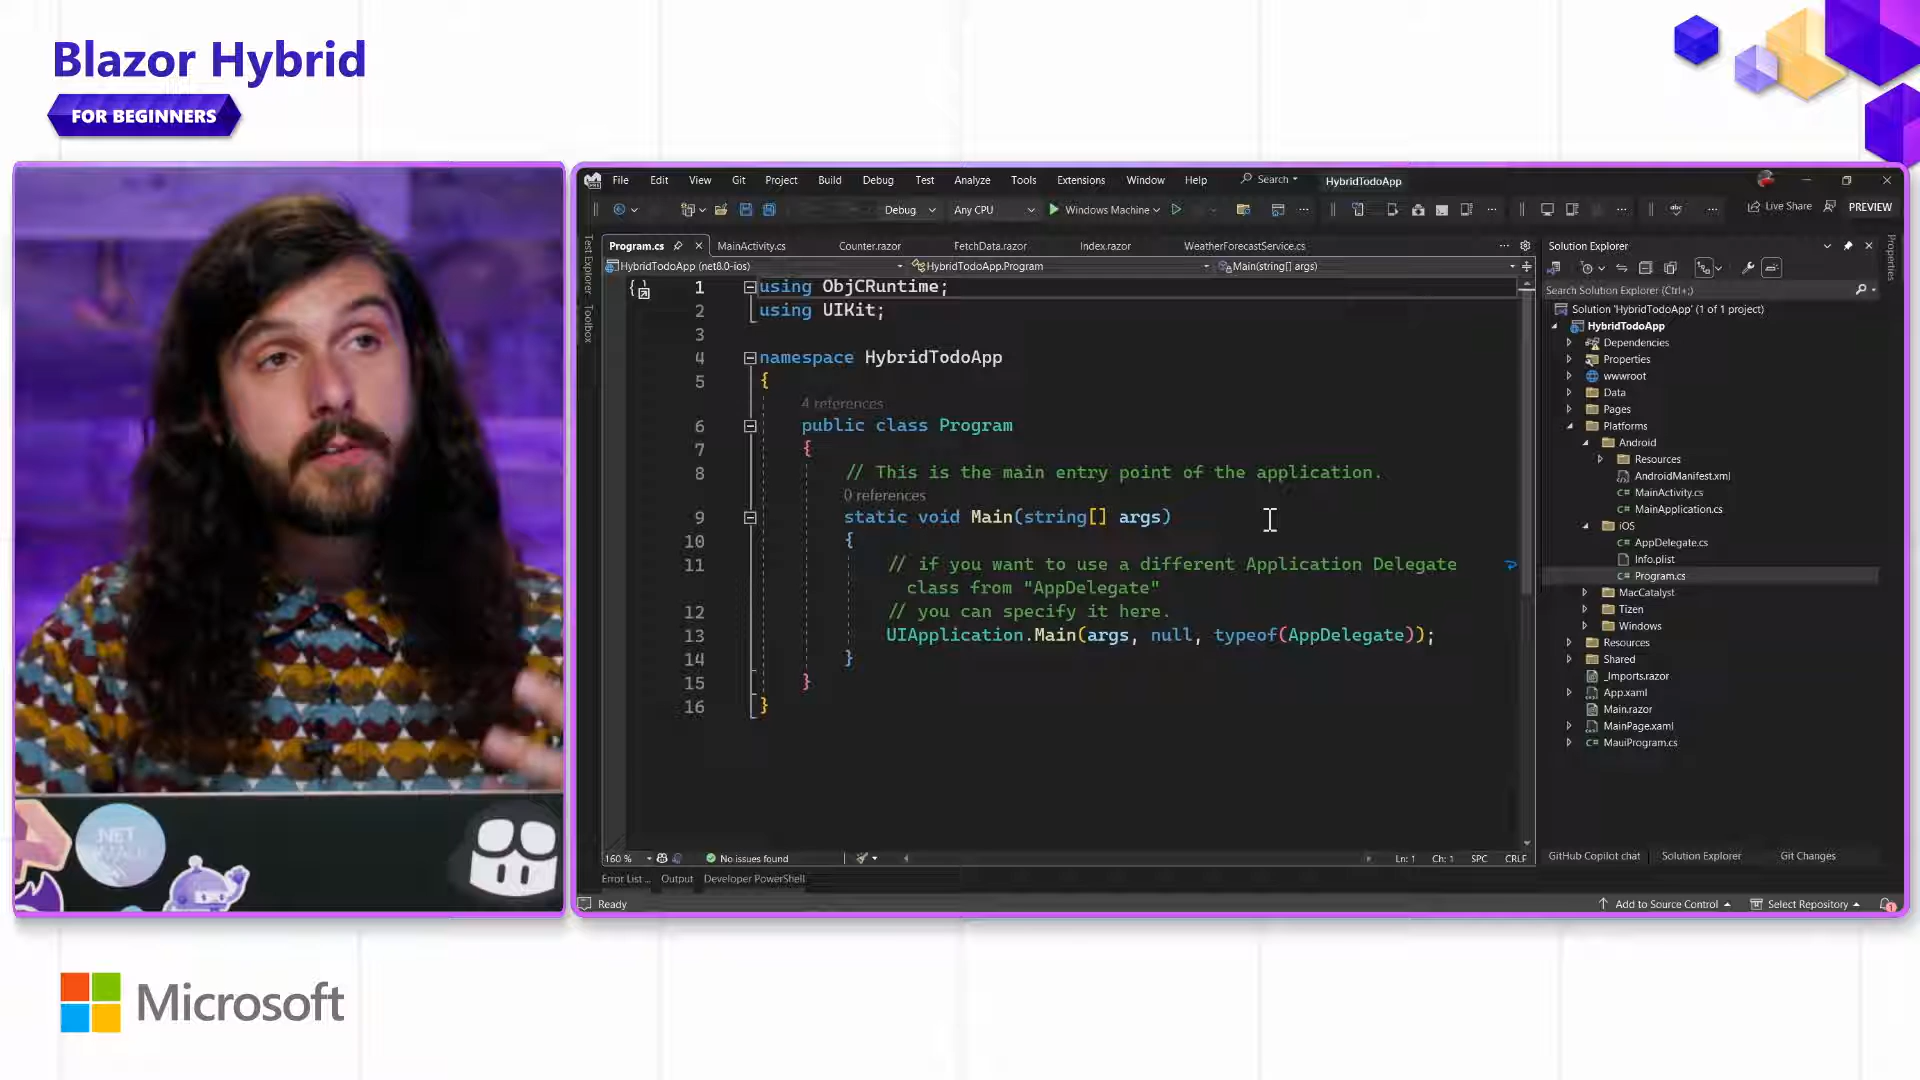 Blazor Hybrid
FOR BEGINNERS
File Edit View Git Project Build Debug Test Analyze Tools Extensions Window Help Search HybridTodoApp
Debug Any CPU Windows Machine Live Share PREVIEW
Program.cs MainActivity.cs Counter.razor FetchData.razor Index.razor WeatherForecastService.cs
HybridTodoApp (net8.0-ios) HybridTodoApp.Program Main(string[] args)
Test Explorer
Toolbox
1 using ObjCRuntime;
2 using UIKit;
3
4 namespace HybridTodoApp
5 {
4 references
6 public class Program
7 {
8 // This is the main entry point of the application.
0 references
9 static void Main(string[] args)
10 {
11 // if you want to use a different Application Delegate
class from "AppDelegate"
12 // you can specify it here.
13 UIApplication.Main(args, null, typeof(AppDelegate));
14 }
15 }
16 }
160 % No issues found Ln: 1 Ch: 1 SPC CRLF
Error List ... Output Developer PowerShell
Ready
Solution Explorer
Search Solution Explorer (Ctrl+;)
Solution 'HybridTodoApp' (1 of 1 project)
HybridTodoApp
Dependencies
Properties
wwwroot
Data
Pages
Platforms
Android
Resources
AndroidManifest.xml
C# MainActivity.cs
C# MainApplication.cs
iOS
C# AppDelegate.cs
Info.plist
C# Program.cs
MacCatalyst
Tizen
Windows
Resources
Shared
_Imports.razor
App.xaml
Main.razor
MainPage.xaml
C# MauiProgram.cs
GitHub Copilot chat Solution Explorer Git Changes
Add to Source Control Select Repository 1
Properties
.NET
Microsoft